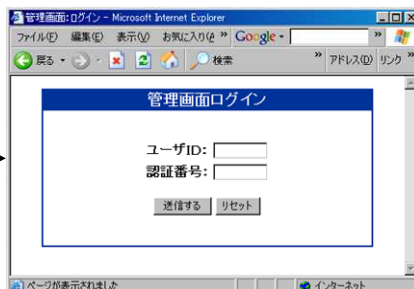 管理画面:ログイン - Microsoft Internet Explorer
ファイル(F) 編集(E) 表示(V) お気に入り(A » Google - »
戻る 検索 » アドレス(D) リンク »
管理画面ログイン
ユーザID:
認証番号:
送信する リセット
ページが表示されました インターネット